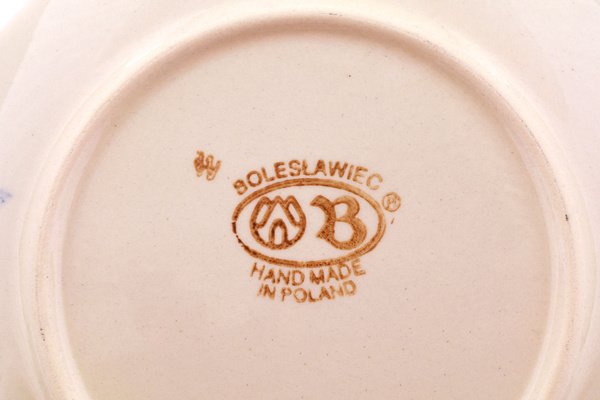 BOLESŁAWIEC
B ®
HAND MADE
IN POLAND